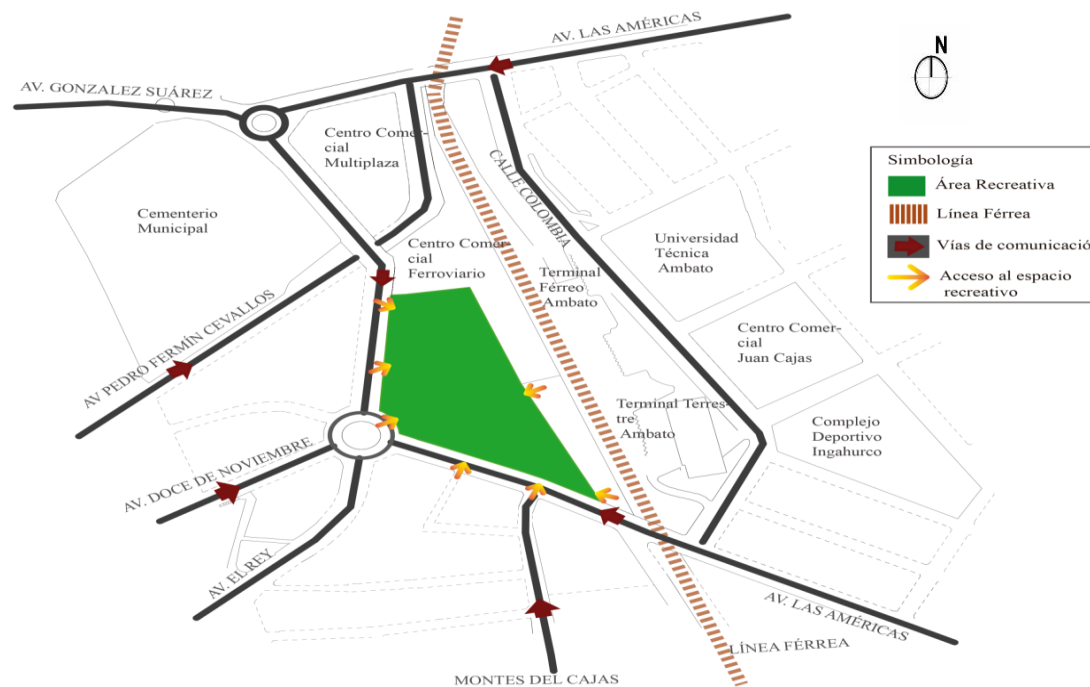 AV. LAS AMÉRICAS
N
AV. GONZALEZ SUÁREZ
Centro Comer-
cial
Multiplaza
Simbología
Área Recreativa
Línea Férrea
Vías de comunicació
Acceso al espacio
recreativo
CALLE COLOMBIA
Cementerio
Municipal
Centro Comer-
cial
Ferroviario
Universidad
Técnica
Ambato
Terminal
Férreo
Ambato
Centro Comer-
cial
Juan Cajas
AV PEDRO FERMÍN CEVALLOS
Terminal Terres-
tre
Ambato
Complejo
Deportivo
Ingahurco
AV. DOCE DE NOVIEMBRE
AV. EL REY
AV. LAS AMÉRICAS
LÍNEA FÉRREA
MONTES DEL CAJAS